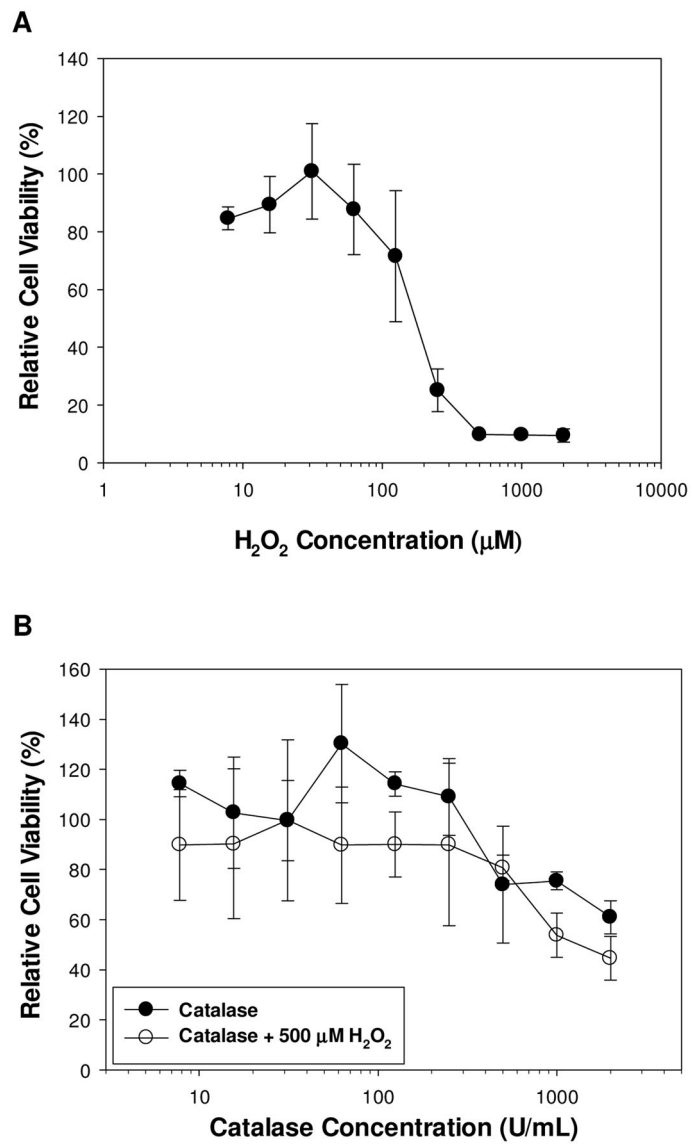 A
140
120
100
80
60
40
20
0
Relative Cell Viability (%)
1 10 100 1000 10000
H₂O₂ Concentration (μM)
B
160
140
120
100
80
60
40
20
0
Relative Cell Viability (%)
Catalase
Catalase + 500 μM H₂O₂
10 100 1000
Catalase Concentration (U/mL)